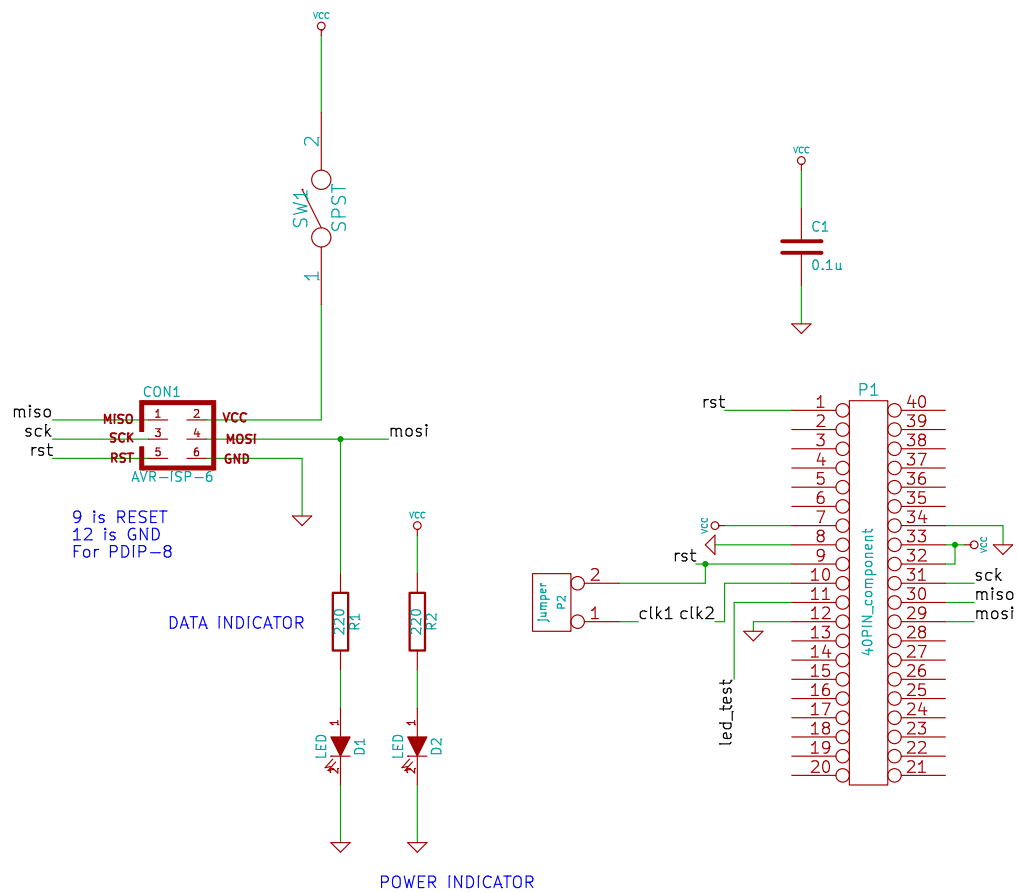 VCC
2
SW1
SPST
1
VCC
C1
0.1u
CON1
miso
MISO
1
2
VCC
sck
SCK
3
4
MOSI
mosi
rst
RST
5
6
GND
AVR-ISP-6
9 is RESET
12 is GND
For PDIP-8
VCC
DATA INDICATOR
220
R1
220
R2
1
LED
D1
2
1
LED
D2
2
POWER INDICATOR
P1
rst
1
40
2
39
3
38
4
37
5
36
6
35
VCC
7
34
8
33
VCC
rst
9
32
10
31
sck
11
30
miso
12
29
mosi
13
28
14
27
15
26
16
25
17
24
18
23
19
22
20
21
40PIN_component
jumper
P2
2
1
clk1
clk2
led_test